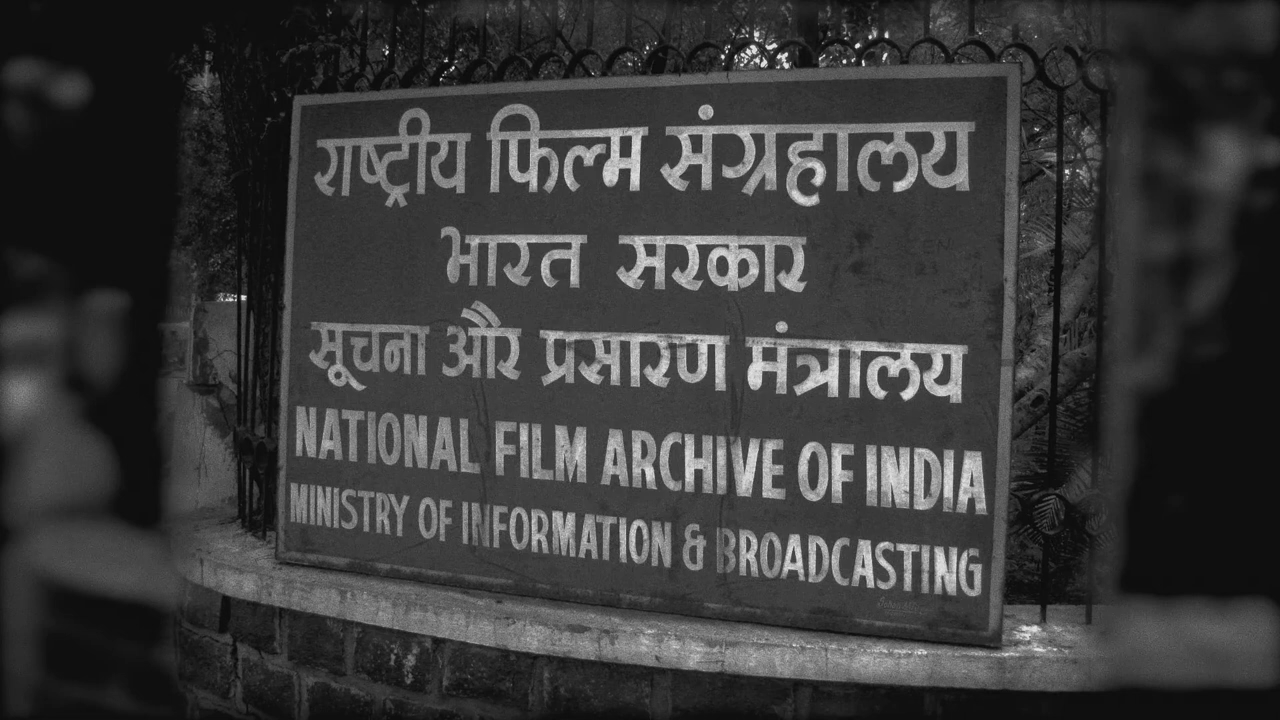 राष्ट्रीय फिल्म संग्रहालय
भारत सरकार
सूचना और प्रसारण मंत्रालय
NATIONAL FILM ARCHIVE OF INDIA
MINISTRY OF INFORMATION & BROADCASTING